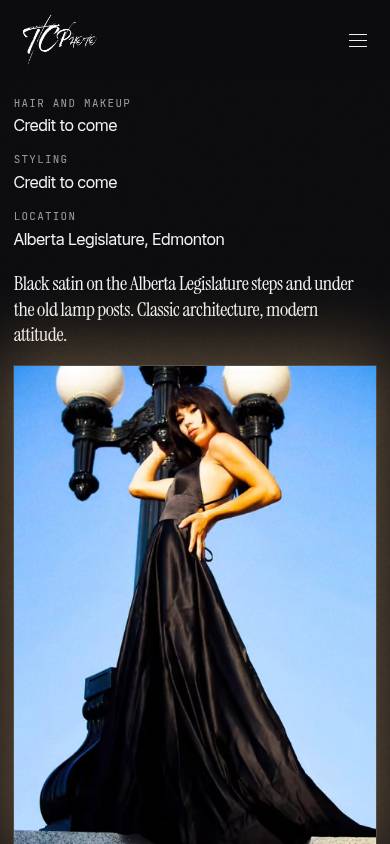 TCPhoto
HAIR AND MAKEUP
Credit to come
STYLING
Credit to come
LOCATION
Alberta Legislature, Edmonton
Black satin on the Alberta Legislature steps and under
the old lamp posts. Classic architecture, modern
attitude.